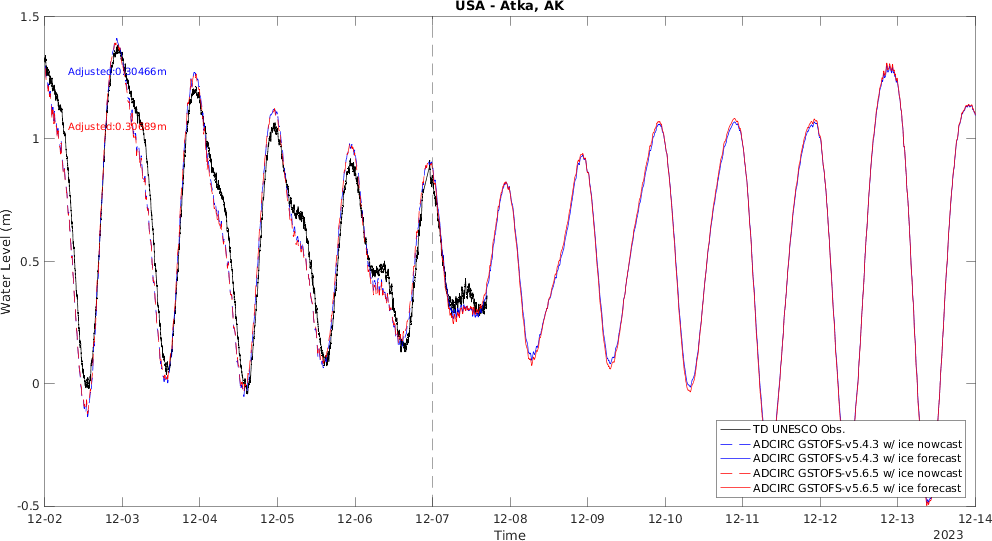 USA - Atka, AK
1.5
1
0.5
0
-0.5
Water Level (m)
Adjusted:0.30466m
Adjusted:0.30689m
TD UNESCO Obs.
ADCIRC GSTOFS-v5.4.3 w/ ice nowcast
ADCIRC GSTOFS-v5.4.3 w/ ice forecast
ADCIRC GSTOFS-v5.6.5 w/ ice nowcast
ADCIRC GSTOFS-v5.6.5 w/ ice forecast
12-02 12-03 12-04 12-05 12-06 12-07 12-08 12-09 12-10 12-11 12-12 12-13 12-14
Time
2023